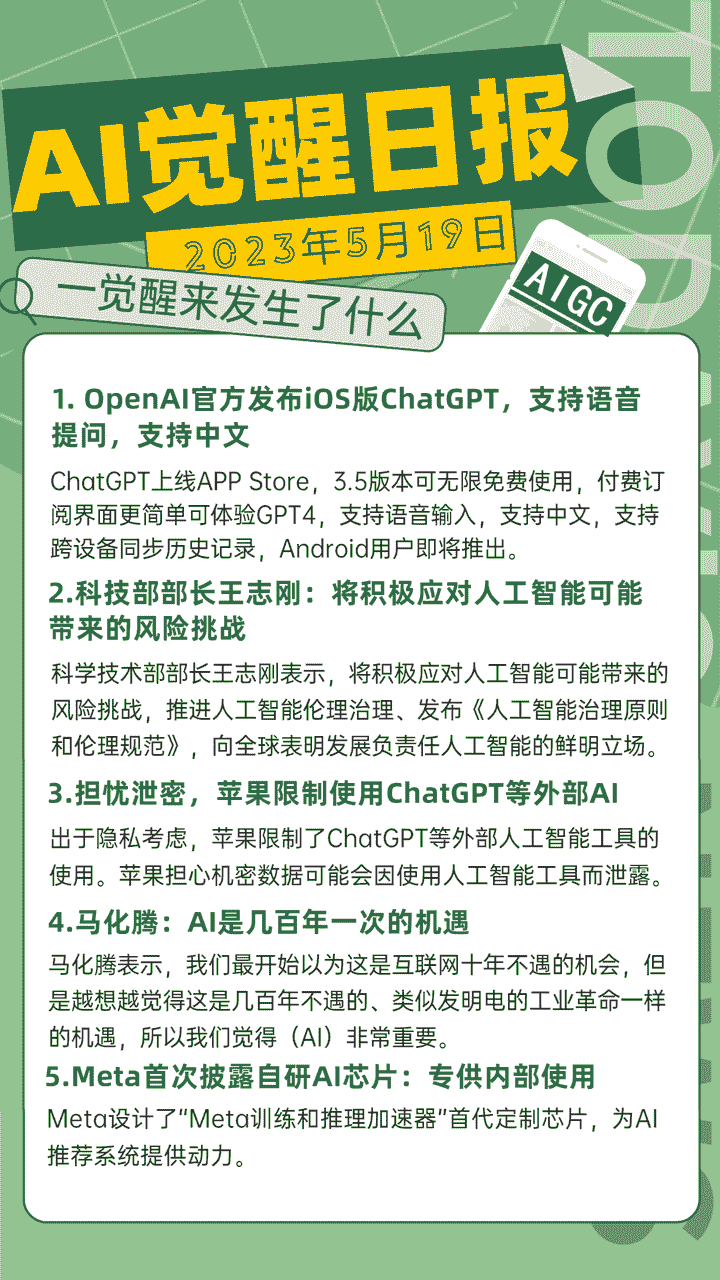 AI觉醒日报
2023年5月19日
一觉醒来发生了什么
AIGC
1. OpenAI官方发布iOS版ChatGPT，支持语音
提问，支持中文
ChatGPT上线APP Store，3.5版本可无限免费使用，付费订
阅界面更简单可体验GPT4，支持语音输入，支持中文，支持
跨设备同步历史记录，Android用户即将推出。
2.科技部部长王志刚：将积极应对人工智能可能
带来的风险挑战
科学技术部部长王志刚表示，将积极应对人工智能可能带来的
风险挑战，推进人工智能伦理治理、发布《人工智能治理原则
和伦理规范》，向全球表明发展负责任人工智能的鲜明立场。
3.担忧泄密，苹果限制使用ChatGPT等外部AI
出于隐私考虑，苹果限制了ChatGPT等外部人工智能工具的
使用。苹果担心机密数据可能会因使用人工智能工具而泄露。
4.马化腾：AI是几百年一次的机遇
马化腾表示，我们最开始以为这是互联网十年不遇的机会，但
是越想越觉得这是几百年不遇的、类似发明电的工业革命一样
的机遇，所以我们觉得（AI）非常重要。
5.Meta首次披露自研AI芯片：专供内部使用
Meta设计了"Meta训练和推理加速器"首代定制芯片，为AI
推荐系统提供动力。